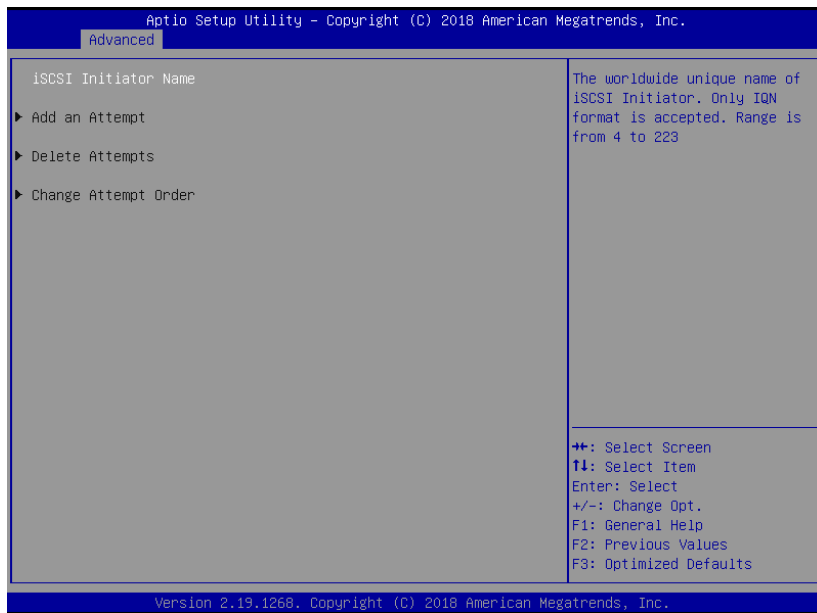 Aptio Setup Utility – Copyright (C) 2018 American Megatrends, Inc.
Advanced
iSCSI Initiator Name
▶ Add an Attempt
▶ Delete Attempts
▶ Change Attempt Order
The worldwide unique name of
iSCSI Initiator. Only IQN
format is accepted. Range is
from 4 to 223
→←: Select Screen
↑↓: Select Item
Enter: Select
+/-: Change Opt.
F1: General Help
F2: Previous Values
F3: Optimized Defaults
Version 2.19.1268. Copyright (C) 2018 American Megatrends, Inc.